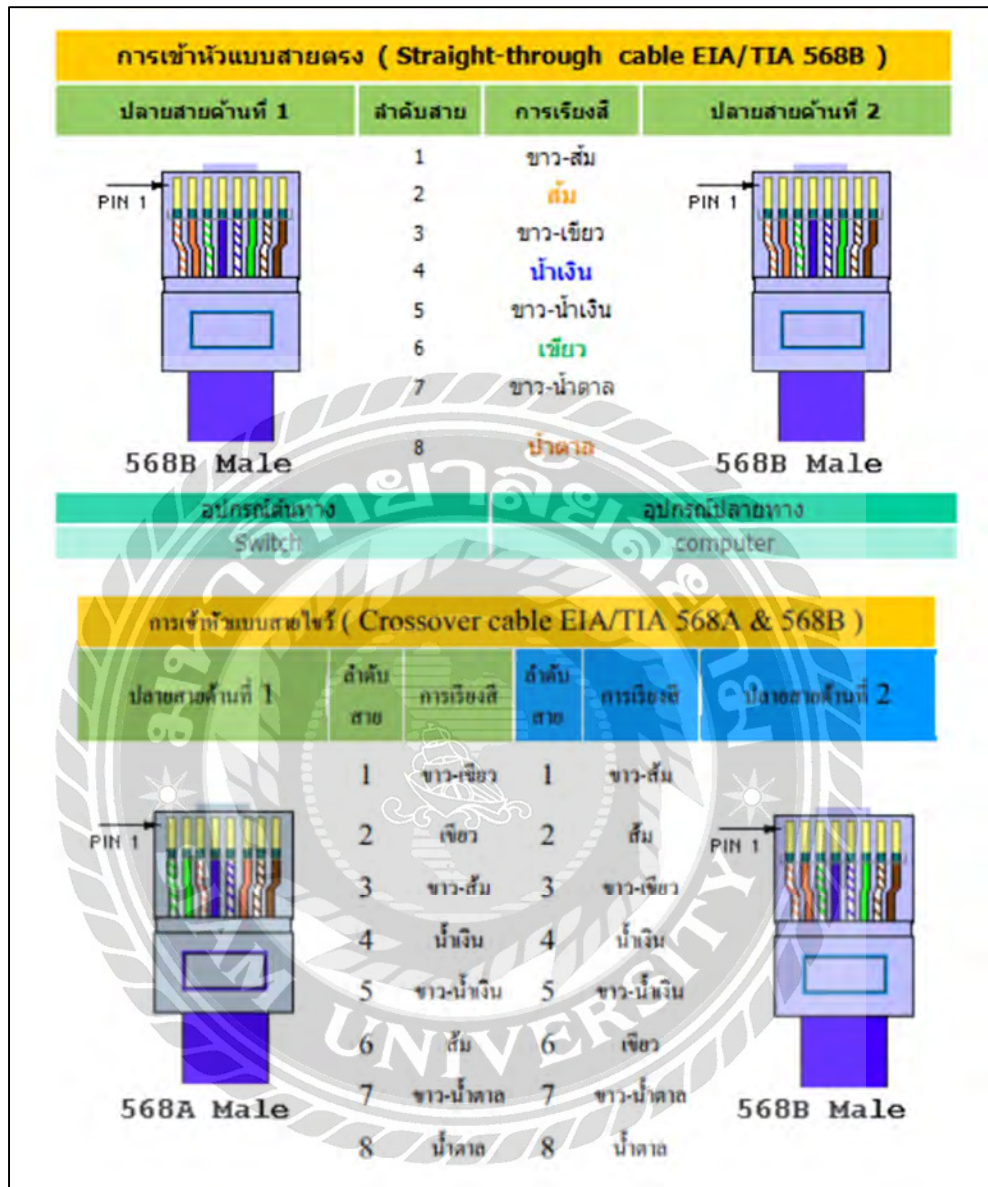 การเข้าหัวแบบสายตรง ( Straight-through cable EIA/TIA 568B )
ปลายสายด้านที่ 1 ลำดับสาย การเรียงสี ปลายสายด้านที่ 2
1 ขาว-ส้ม
PIN 1 2 ส้ม PIN 1
3 ขาว-เขียว
4 น้ำเงิน
5 ขาว-น้ำเงิน
6 เขียว
7 ขาว-น้ำตาล
8 น้ำตาล
568B Male 568B Male
อุปกรณ์ต้นทาง อุปกรณ์ปลายทาง
Switch computer
การเข้าหัวแบบสายไขว้ ( Crossover cable EIA/TIA 568A & 568B )
ปลายสายด้านที่ 1 ลำดับสาย การเรียงสี ลำดับสาย การเรียงสี ปลายสายด้านที่ 2
1 ขาว-เขียว 1 ขาว-ส้ม
PIN 1 2 เขียว 2 ส้ม PIN 1
3 ขาว-ส้ม 3 ขาว-เขียว
4 น้ำเงิน 4 น้ำเงิน
5 ขาว-น้ำเงิน 5 ขาว-น้ำเงิน
6 ส้ม 6 เขียว
7 ขาว-น้ำตาล 7 ขาว-น้ำตาล
8 น้ำตาล 8 น้ำตาล
568A Male 568B Male
มหาวิทยาลัยสยาม
SIAM UNIVERSITY